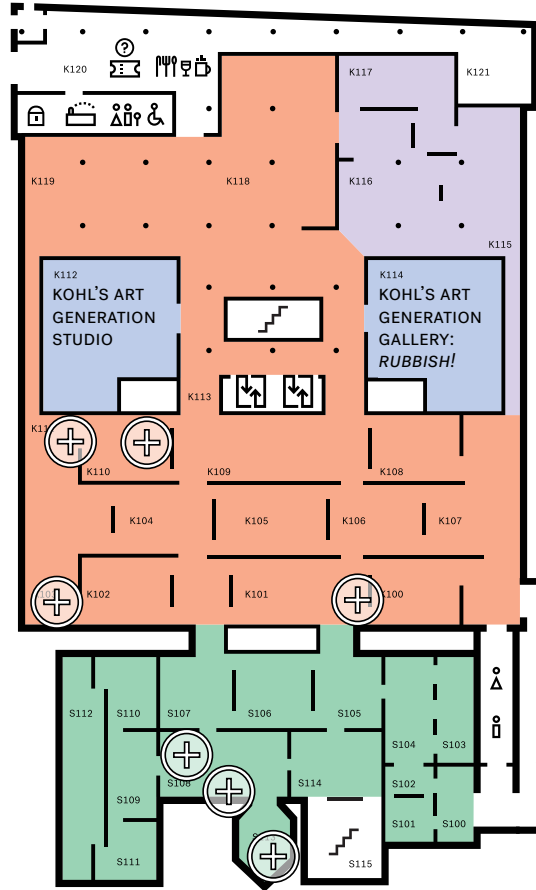 K120
?
K117
K121
K119
K118
K116
K115
K112
KOHL'S ART
GENERATION
STUDIO
K114
KOHL'S ART
GENERATION
GALLERY:
RUBBISH!
K113
K110
K109
K108
K104
K105
K106
K107
K102
K101
K100
S112
S110
S107
S106
S105
S104
S103
S108
S114
S102
S109
S101
S100
S111
S115